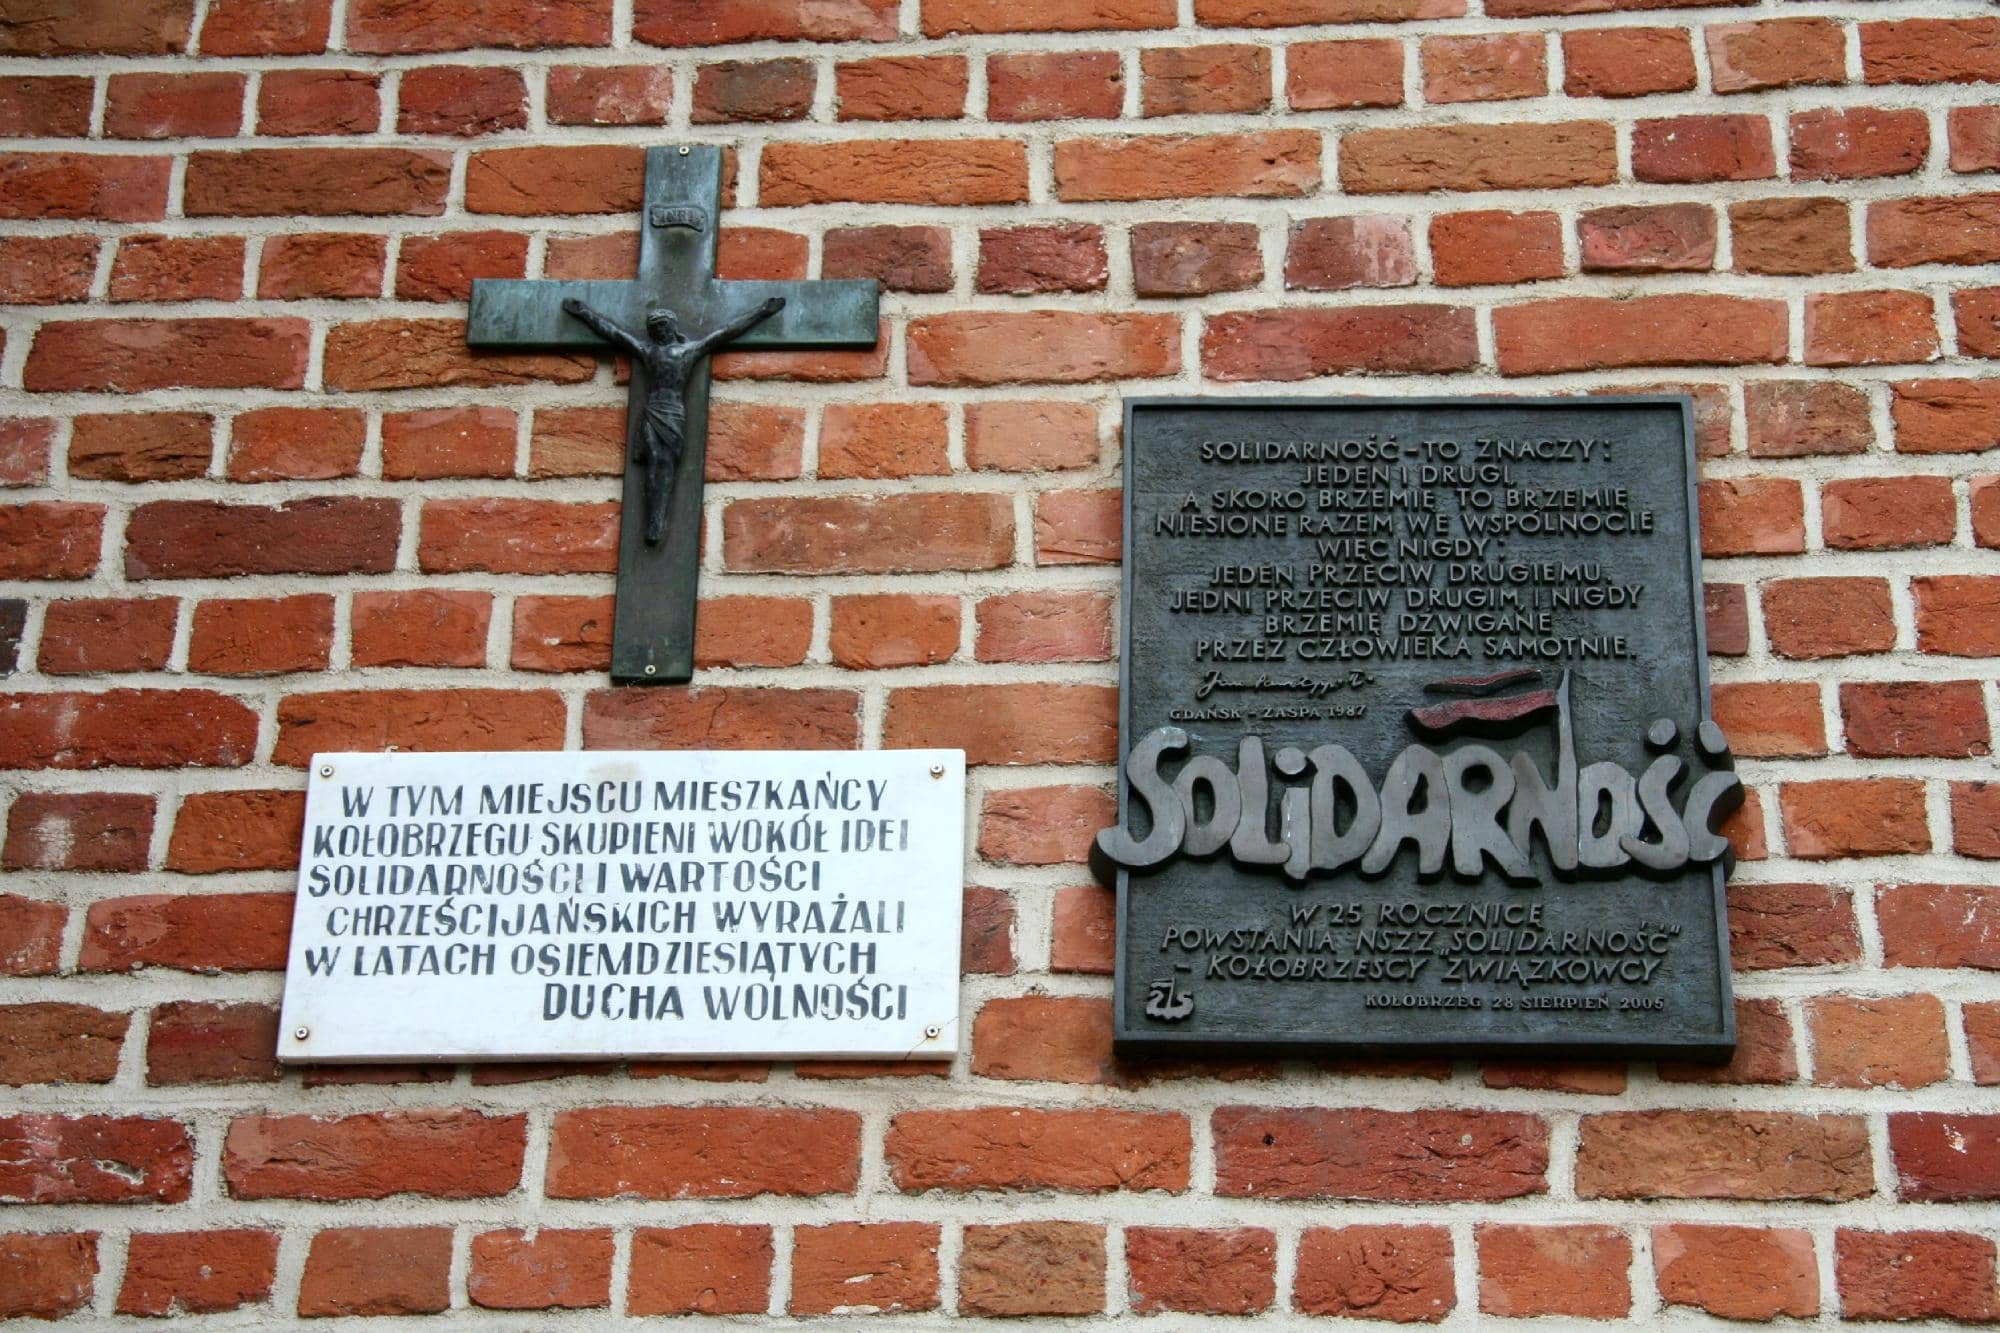 INRI
W TYM MIEJSCU MIESZKAŃCY
KOŁOBRZEGU SKUPIENI WOKÓŁ IDEI
SOLIDARNOŚCI I WARTOŚCI
CHRZEŚCIJAŃSKICH WYRAŻALI
W LATACH OSIEMDZIESIĄTYCH
DUCHA WOLNOŚCI
SOLIDARNOŚĆ – TO ZNACZY:
JEDEN I DRUGI,
A SKORO BRZEMIĘ, TO BRZEMIE
NIESIONE RAZEM, WE WSPÓLNOCIE
WIĘC NIGDY:
JEDEN PRZECIW DRUGIEMU.
JEDNI PRZECIW DRUGIM, I NIGDY
BRZEMIĘ DŹWIGANE
PRZEZ CZŁOWIEKA SAMOTNIE.
GDAŃSK – ZASPA 1987
SOLIDARNOŚĆ
W 25 ROCZNICĘ
POWSTANIA NSZZ „SOLIDARNOŚĆ"
KOŁOBRZESCY ZWIĄZKOWCY
KOŁOBRZEG 28 SIERPIEŃ 2005